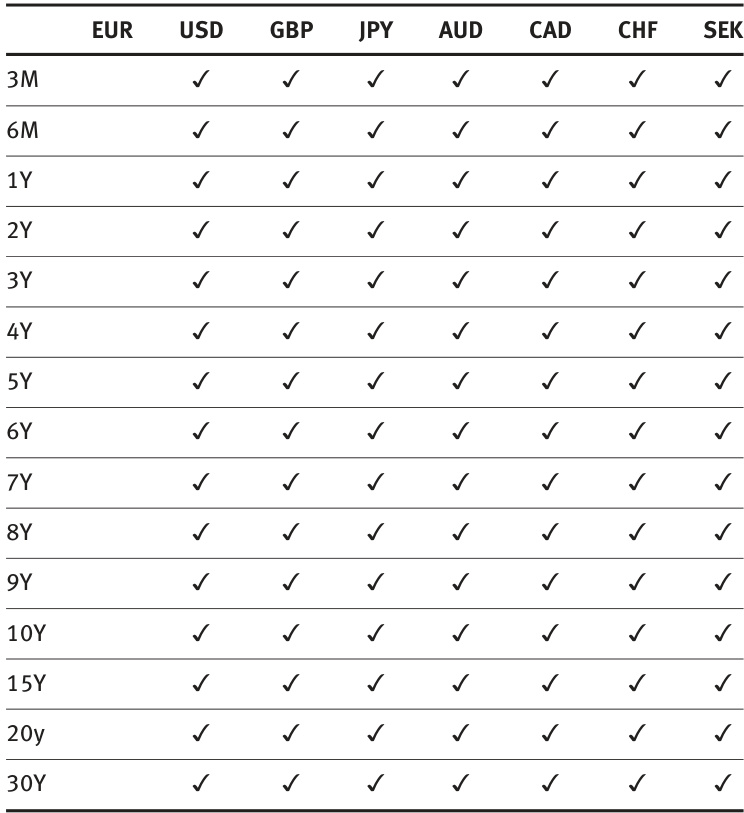 EUR USD GBP JPY AUD CAD CHF SEK
3M ✓ ✓ ✓ ✓ ✓ ✓ ✓
6M ✓ ✓ ✓ ✓ ✓ ✓ ✓
1Y ✓ ✓ ✓ ✓ ✓ ✓ ✓
2Y ✓ ✓ ✓ ✓ ✓ ✓ ✓
3Y ✓ ✓ ✓ ✓ ✓ ✓ ✓
4Y ✓ ✓ ✓ ✓ ✓ ✓ ✓
5Y ✓ ✓ ✓ ✓ ✓ ✓ ✓
6Y ✓ ✓ ✓ ✓ ✓ ✓ ✓
7Y ✓ ✓ ✓ ✓ ✓ ✓ ✓
8Y ✓ ✓ ✓ ✓ ✓ ✓ ✓
9Y ✓ ✓ ✓ ✓ ✓ ✓ ✓
10Y ✓ ✓ ✓ ✓ ✓ ✓ ✓
15Y ✓ ✓ ✓ ✓ ✓ ✓ ✓
20y ✓ ✓ ✓ ✓ ✓ ✓ ✓
30Y ✓ ✓ ✓ ✓ ✓ ✓ ✓